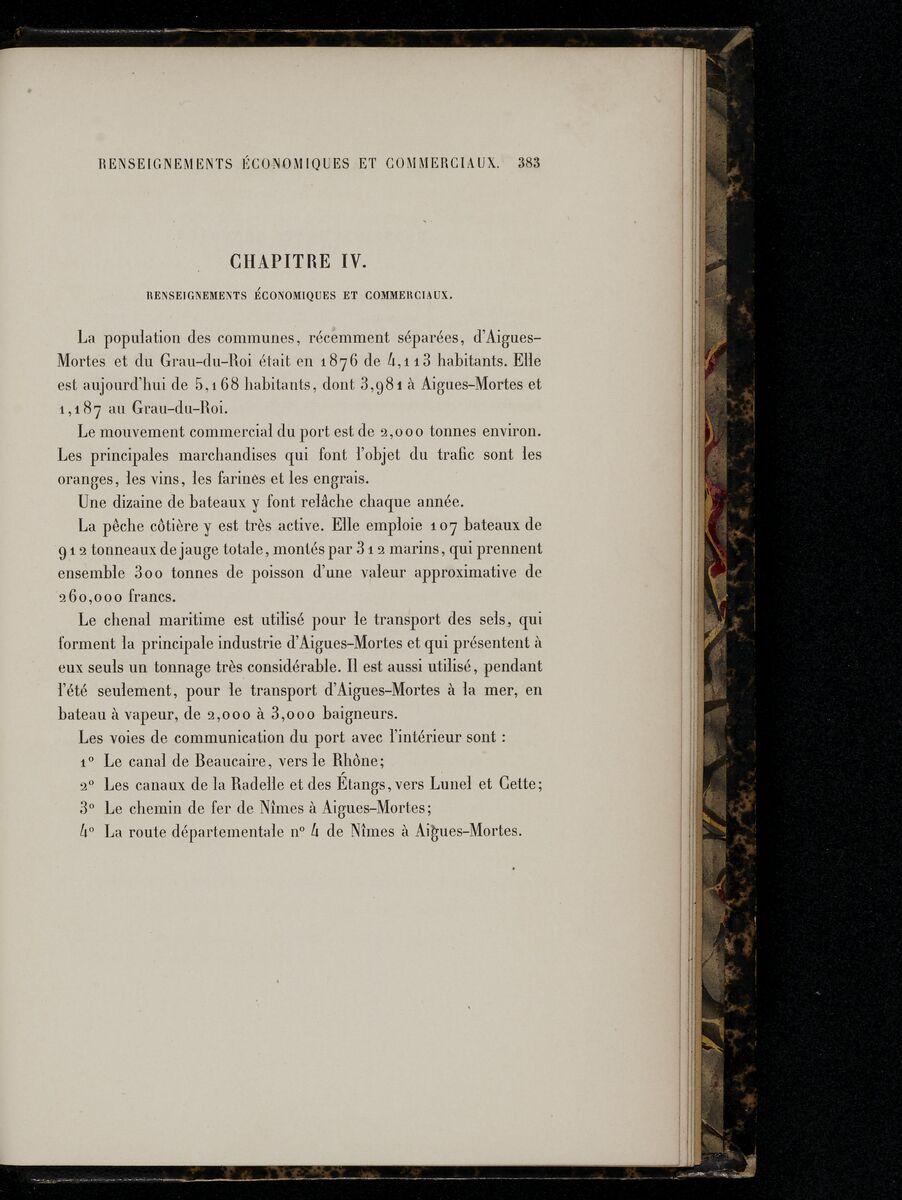 RENSEIGNEMENTS ÉCONOMIQUES ET COMMERCIAUX. 383
CHAPITRE IV.
RENSEIGNEMENTS ÉCONOMIQUES ET COMMERCIAUX.
La population des communes, récemment séparées, d'Aigues-
Mortes et du Grau-du-Roi était en 1876 de 4,113 habitants. Elle
est aujourd'hui de 5,168 habitants, dont 3,981 à Aigues-Mortes et
1,187 au Grau-du-Roi.
Le mouvement commercial du port est de 2,000 tonnes environ.
Les principales marchandises qui font l'objet du trafic sont les
oranges, les vins, les farines et les engrais.
Une dizaine de bateaux y font relâche chaque année.
La pêche côtière y est très active. Elle emploie 107 bateaux de
912 tonneaux de jauge totale, montés par 312 marins, qui prennent
ensemble 300 tonnes de poisson d'une valeur approximative de
260,000 francs.
Le chenal maritime est utilisé pour le transport des sels, qui
forment la principale industrie d'Aigues-Mortes et qui présentent à
eux seuls un tonnage très considérable. Il est aussi utilisé, pendant
l'été seulement, pour le transport d'Aigues-Mortes à la mer, en
bateau à vapeur, de 2,000 à 3,000 baigneurs.
Les voies de communication du port avec l'intérieur sont :
1° Le canal de Beaucaire, vers le Rhône;
2° Les canaux de la Radelle et des Étangs, vers Lunel et Cette;
3° Le chemin de fer de Nîmes à Aigues-Mortes;
4° La route départementale n° 4 de Nîmes à Aigues-Mortes.